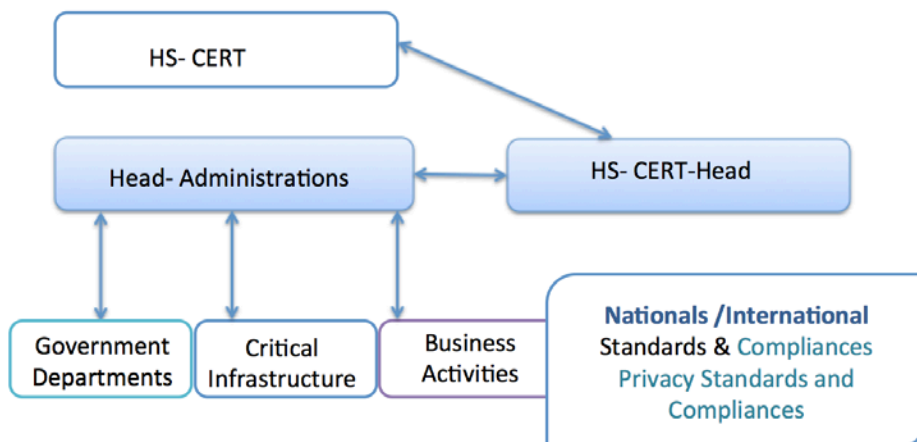 HS- CERT
Head- Administrations
HS- CERT-Head
Government
Departments
Critical
Infrastructure
Business
Activities
Nationals /International
Standards & Compliances
Privacy Standards and
Compliances